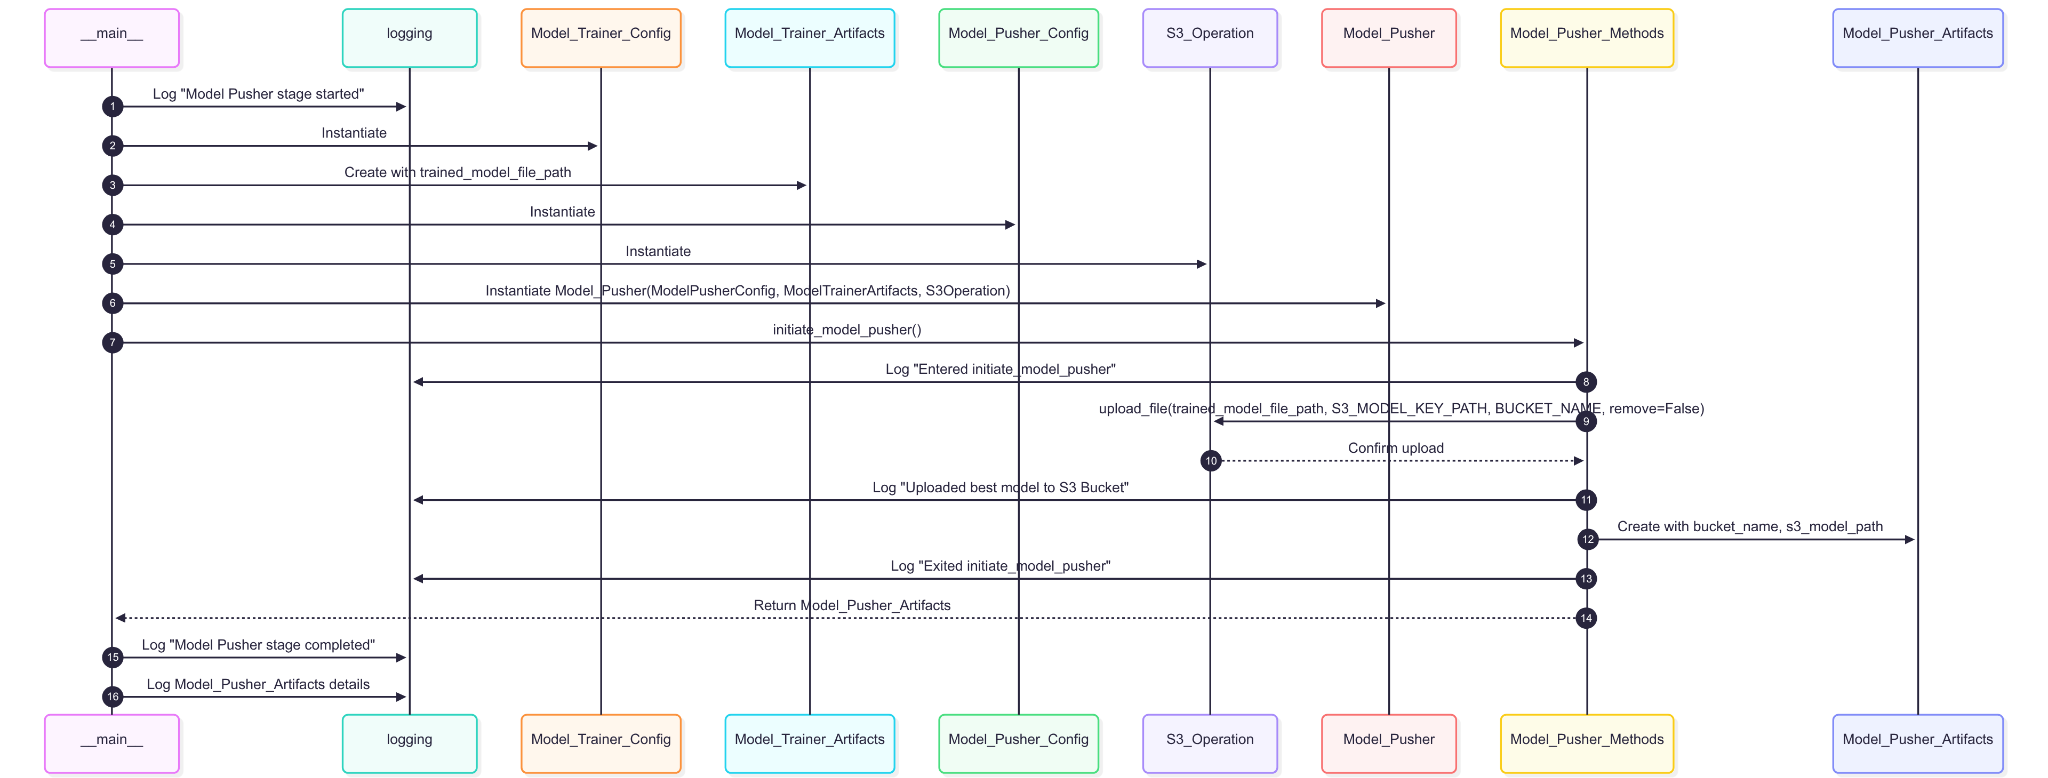 __main__
logging
Model_Trainer_Config
Model_Trainer_Artifacts
Model_Pusher_Config
S3_Operation
Model_Pusher
Model_Pusher_Methods
Model_Pusher_Artifacts
1
Log "Model Pusher stage started"
2
Instantiate
3
Create with trained_model_file_path
4
Instantiate
5
Instantiate
6
Instantiate Model_Pusher(ModelPusherConfig, ModelTrainerArtifacts, S3Operation)
7
initiate_model_pusher()
Log "Entered initiate_model_pusher"
8
upload_file(trained_model_file_path, S3_MODEL_KEY_PATH, BUCKET_NAME, remove=False)
9
10
Confirm upload
Log "Uploaded best model to S3 Bucket"
11
12
Create with bucket_name, s3_model_path
Log "Exited initiate_model_pusher"
13
Return Model_Pusher_Artifacts
14
15
Log "Model Pusher stage completed"
16
Log Model_Pusher_Artifacts details
__main__
logging
Model_Trainer_Config
Model_Trainer_Artifacts
Model_Pusher_Config
S3_Operation
Model_Pusher
Model_Pusher_Methods
Model_Pusher_Artifacts